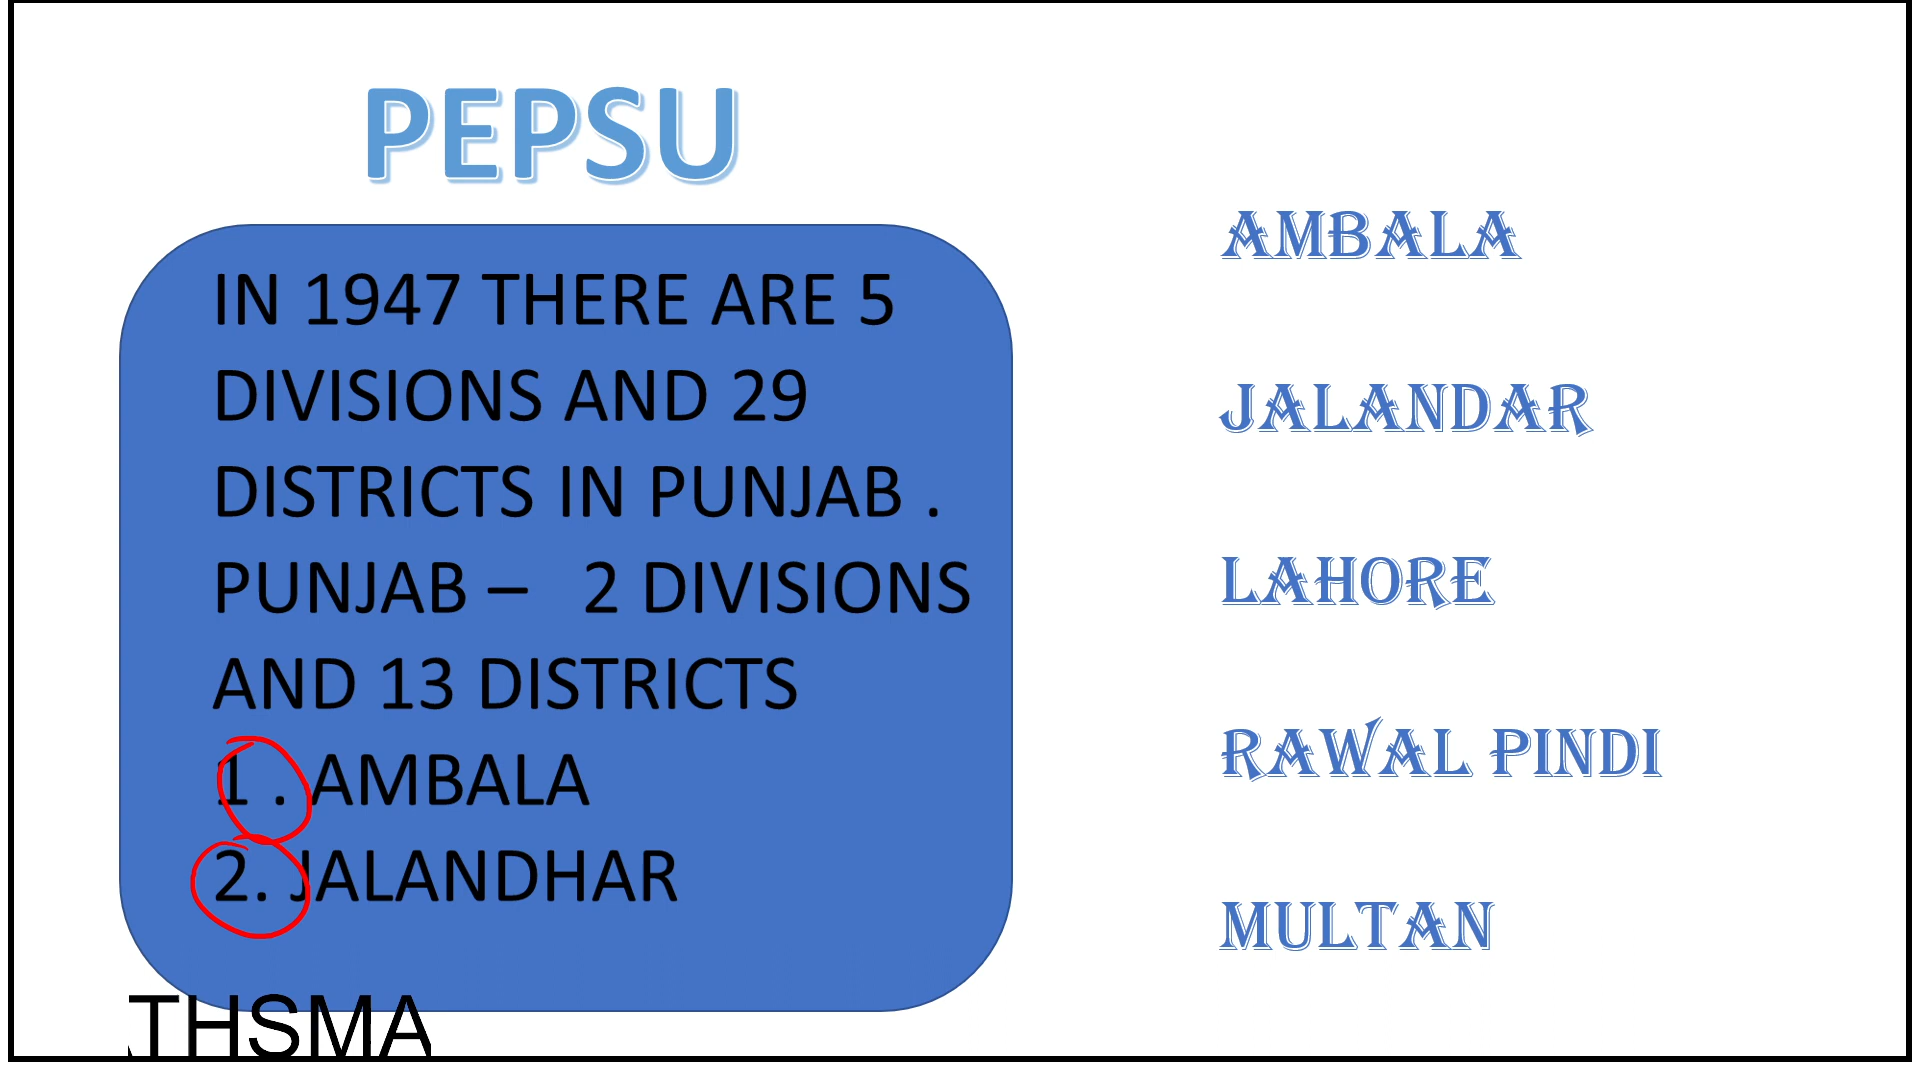 PEPSU
IN 1947 THERE ARE 5
DIVISIONS AND 29
DISTRICTS IN PUNJAB .
PUNJAB – 2 DIVISIONS
AND 13 DISTRICTS
1 . AMBALA
2. JALANDHAR
AMBALA
JALANDAR
LAHORE
RAWAL PINDI
MULTAN
THSMA